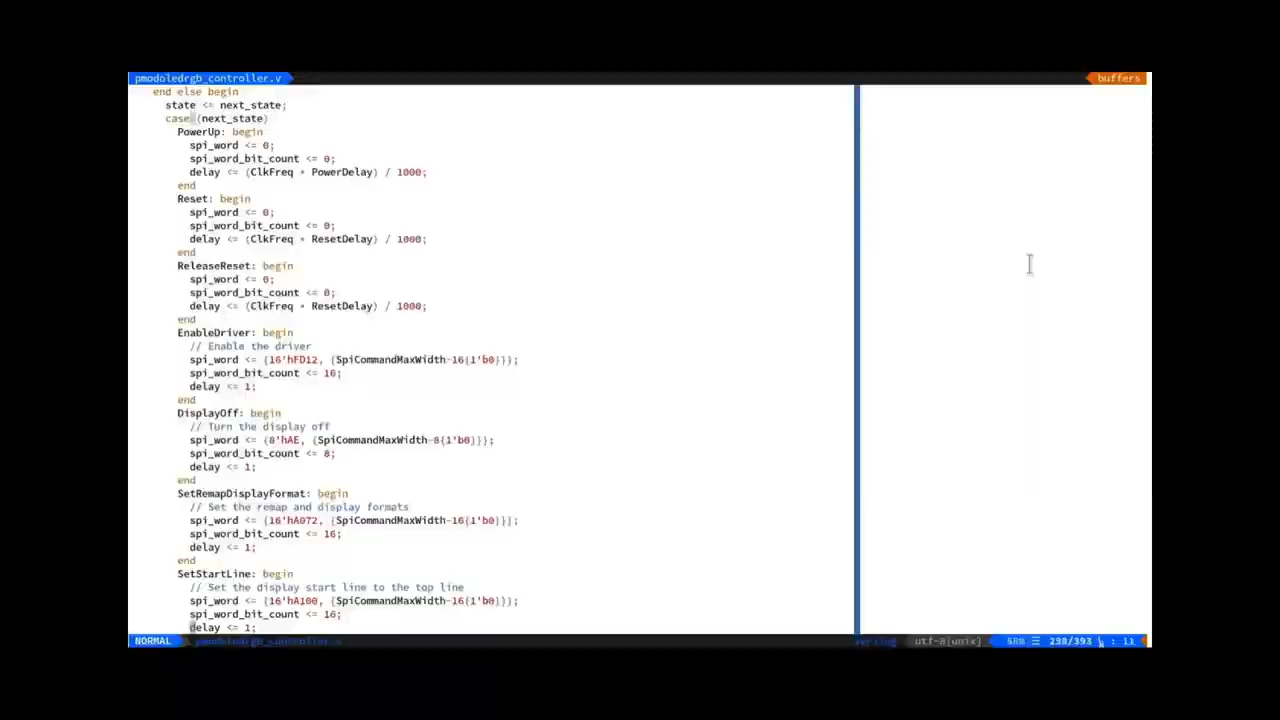 pmodoledrgb_controller.v buffers
end else begin
state <= next_state;
case (next_state)
PowerUp: begin
spi_word <= 0;
spi_word_bit_count <= 0;
delay <= (ClkFreq * PowerDelay) / 1000;
end
Reset: begin
spi_word <= 0;
spi_word_bit_count <= 0;
delay <= (ClkFreq * ResetDelay) / 1000;
end
ReleaseReset: begin
spi_word <= 0;
spi_word_bit_count <= 0;
delay <= (ClkFreq * ResetDelay) / 1000;
end
EnableDriver: begin
// Enable the driver
spi_word <= {16'hFD12, {SpiCommandMaxWidth-16{1'b0}}};
spi_word_bit_count <= 16;
delay <= 1;
end
DisplayOff: begin
// Turn the display off
spi_word <= {8'hAE, {SpiCommandMaxWidth-8{1'b0}}};
spi_word_bit_count <= 8;
delay <= 1;
end
SetRemapDisplayFormat: begin
// Set the remap and display formats
spi_word <= {16'hA072, {SpiCommandMaxWidth-16{1'b0}}};
spi_word_bit_count <= 16;
delay <= 1;
end
SetStartLine: begin
// Set the display start line to the top line
spi_word <= {16'hA100, {SpiCommandMaxWidth-16{1'b0}}};
spi_word_bit_count <= 16;
delay <= 1;
NORMAL pmodoledrgb_controller.v verilog utf-8[unix] /393 : 11